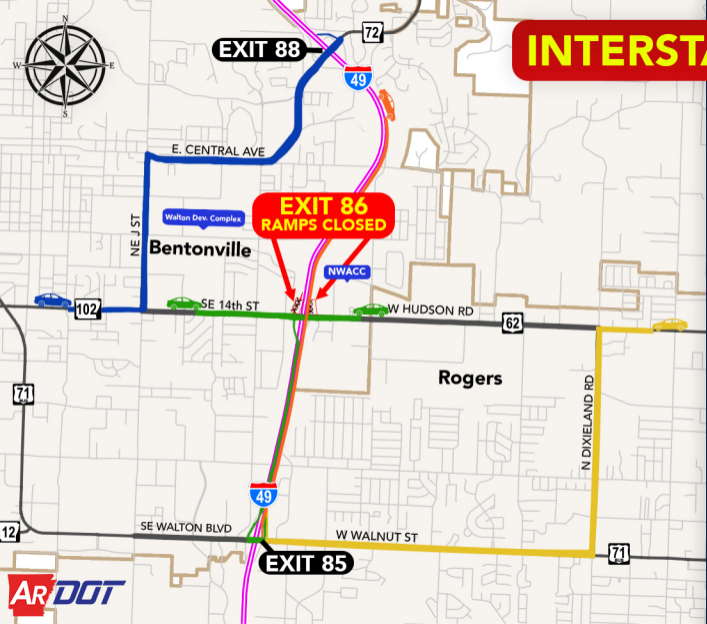 N
W
E
S
72
EXIT 88
INTERST
49
E. CENTRAL AVE
NE J ST
Walton Dev. Complex
Bentonville
EXIT 86
RAMPS CLOSED
NWACC
102
SE 14th ST
W HUDSON RD
62
71
Rogers
N DIXIELAND RD
49
12
SE WALTON BLVD
W WALNUT ST
71
EXIT 85
ARDOT